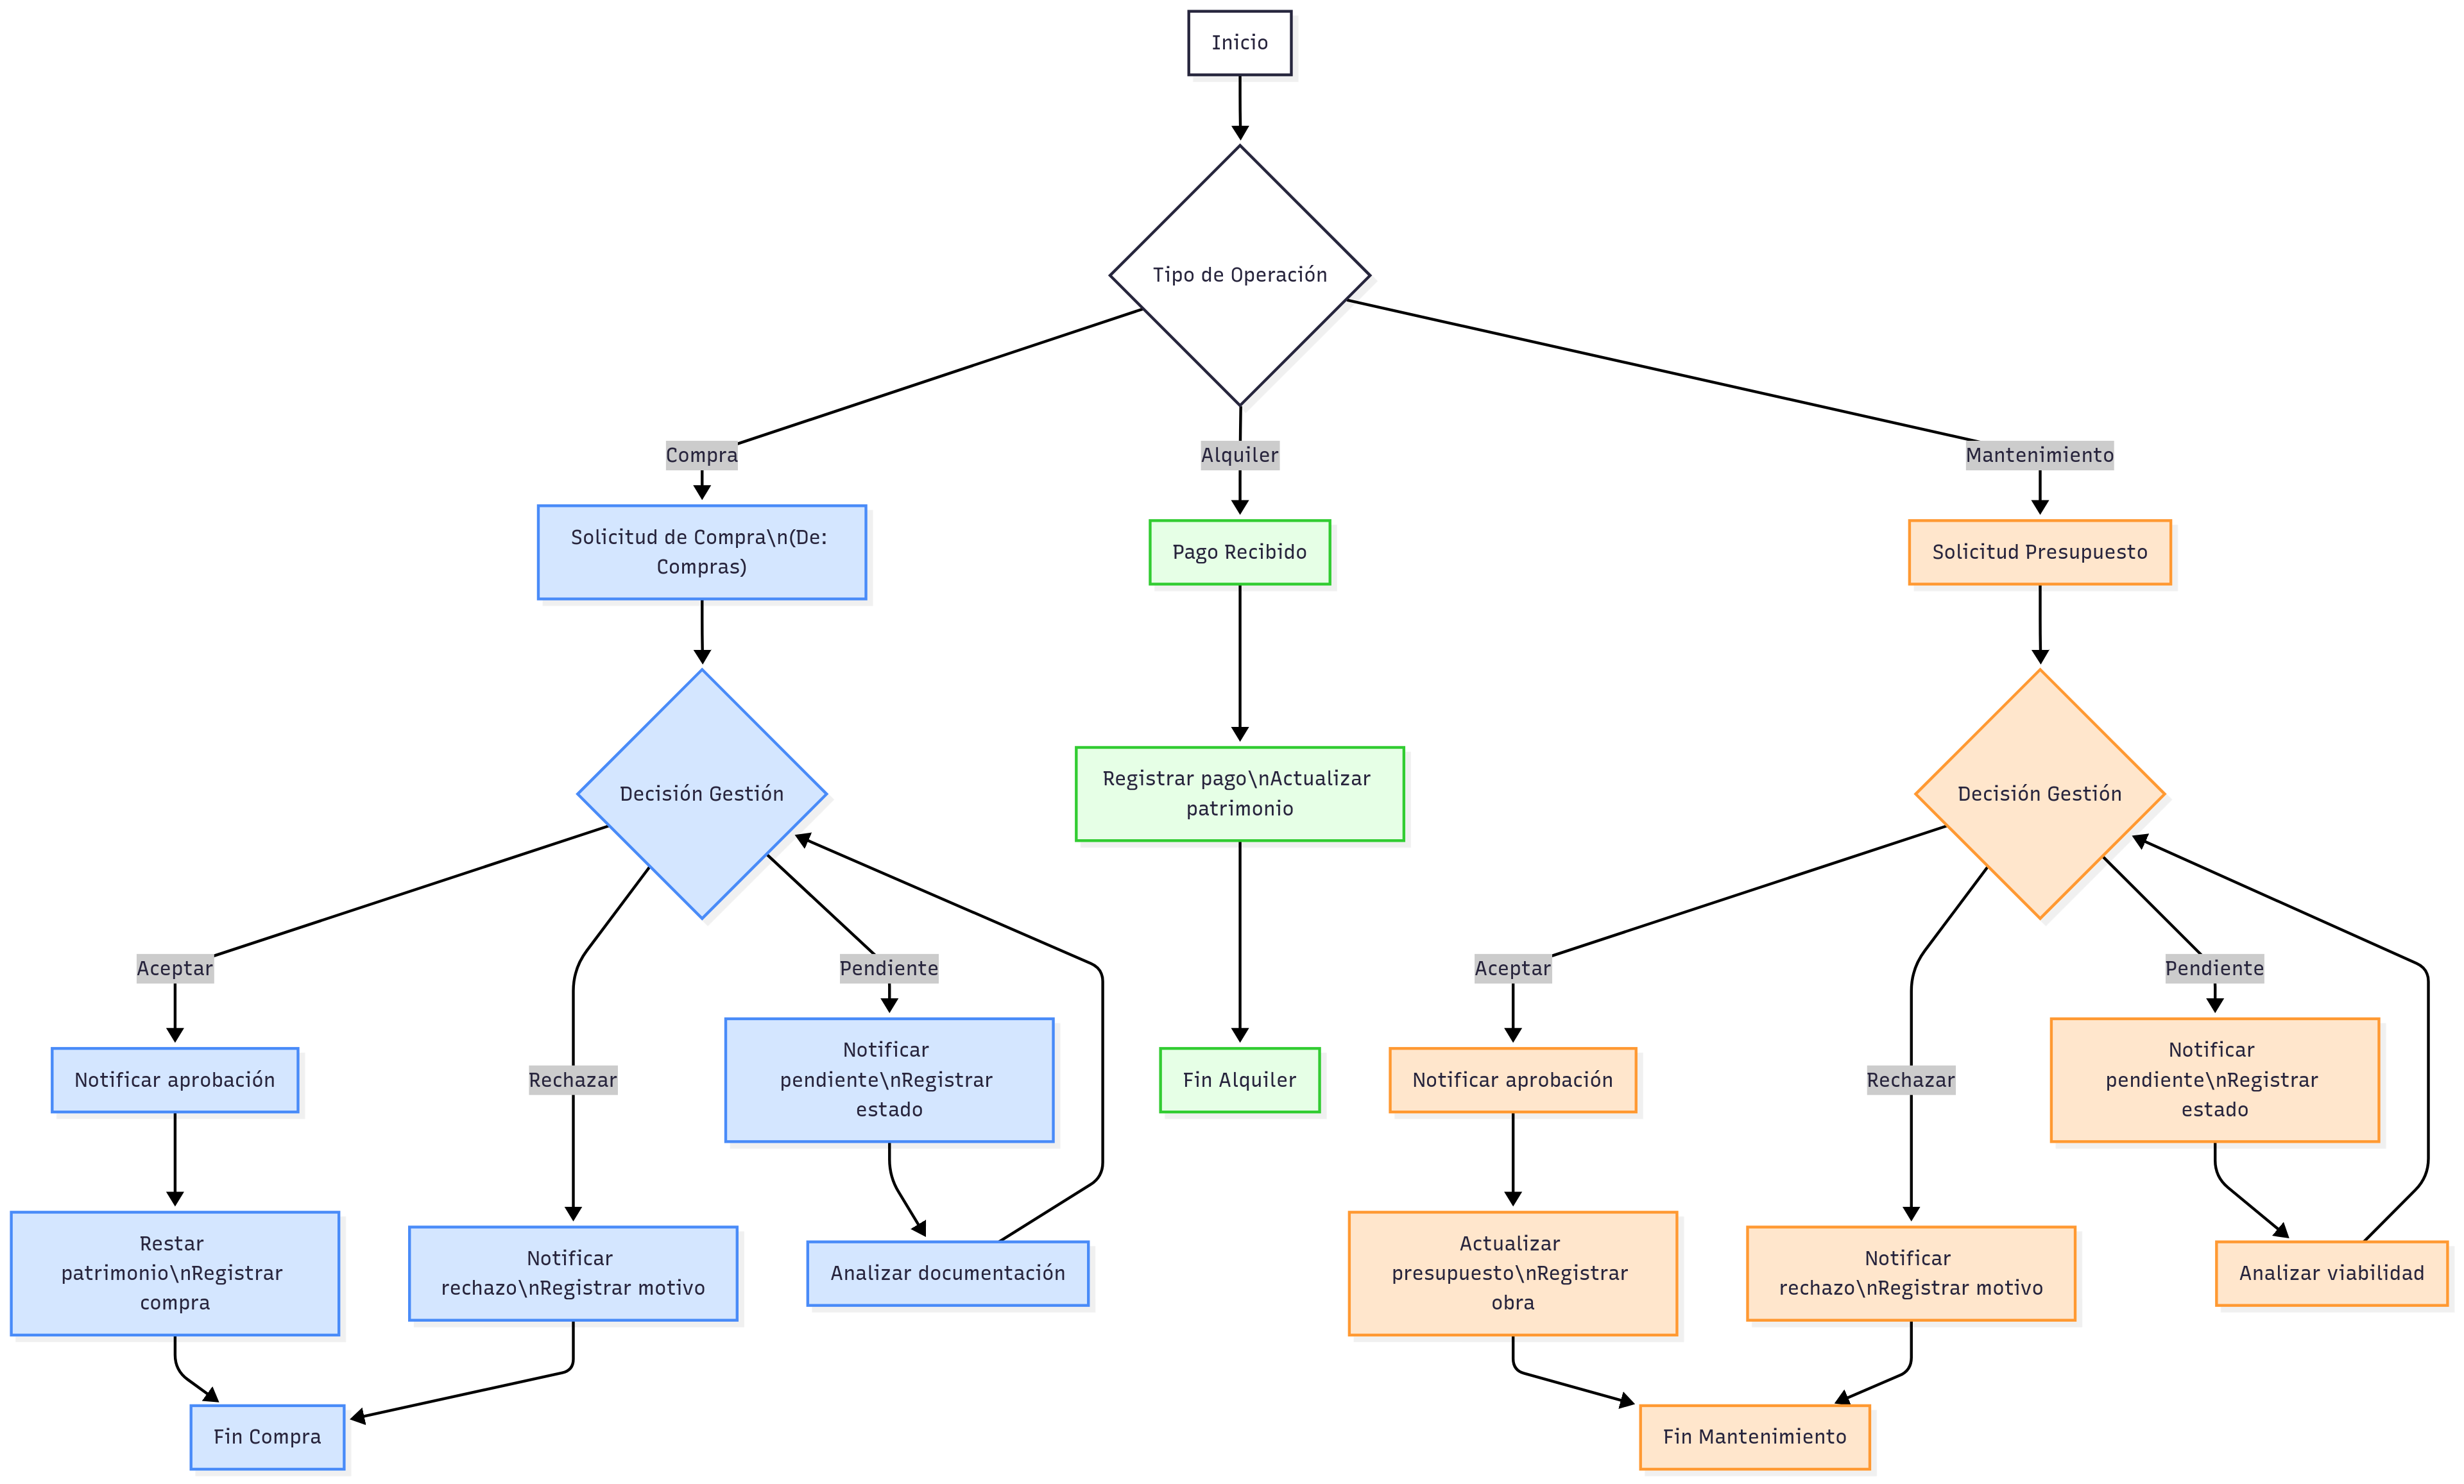 Inicio
Tipo de Operación
Compra
Alquiler
Mantenimiento
Solicitud de Compra\n(De:
Compras)
Pago Recibido
Solicitud Presupuesto
Decisión Gestión
Registrar pago\nActualizar
patrimonio
Decisión Gestión
Aceptar
Pendiente
Aceptar
Pendiente
Notificar aprobación
Rechazar
Notificar
pendiente\nRegistrar
estado
Fin Alquiler
Notificar aprobación
Rechazar
Notificar
pendiente\nRegistrar
estado
Restar
patrimonio\nRegistrar
compra
Notificar
rechazo\nRegistrar motivo
Analizar documentación
Actualizar
presupuesto\nRegistrar
obra
Notificar
rechazo\nRegistrar motivo
Analizar viabilidad
Fin Compra
Fin Mantenimiento